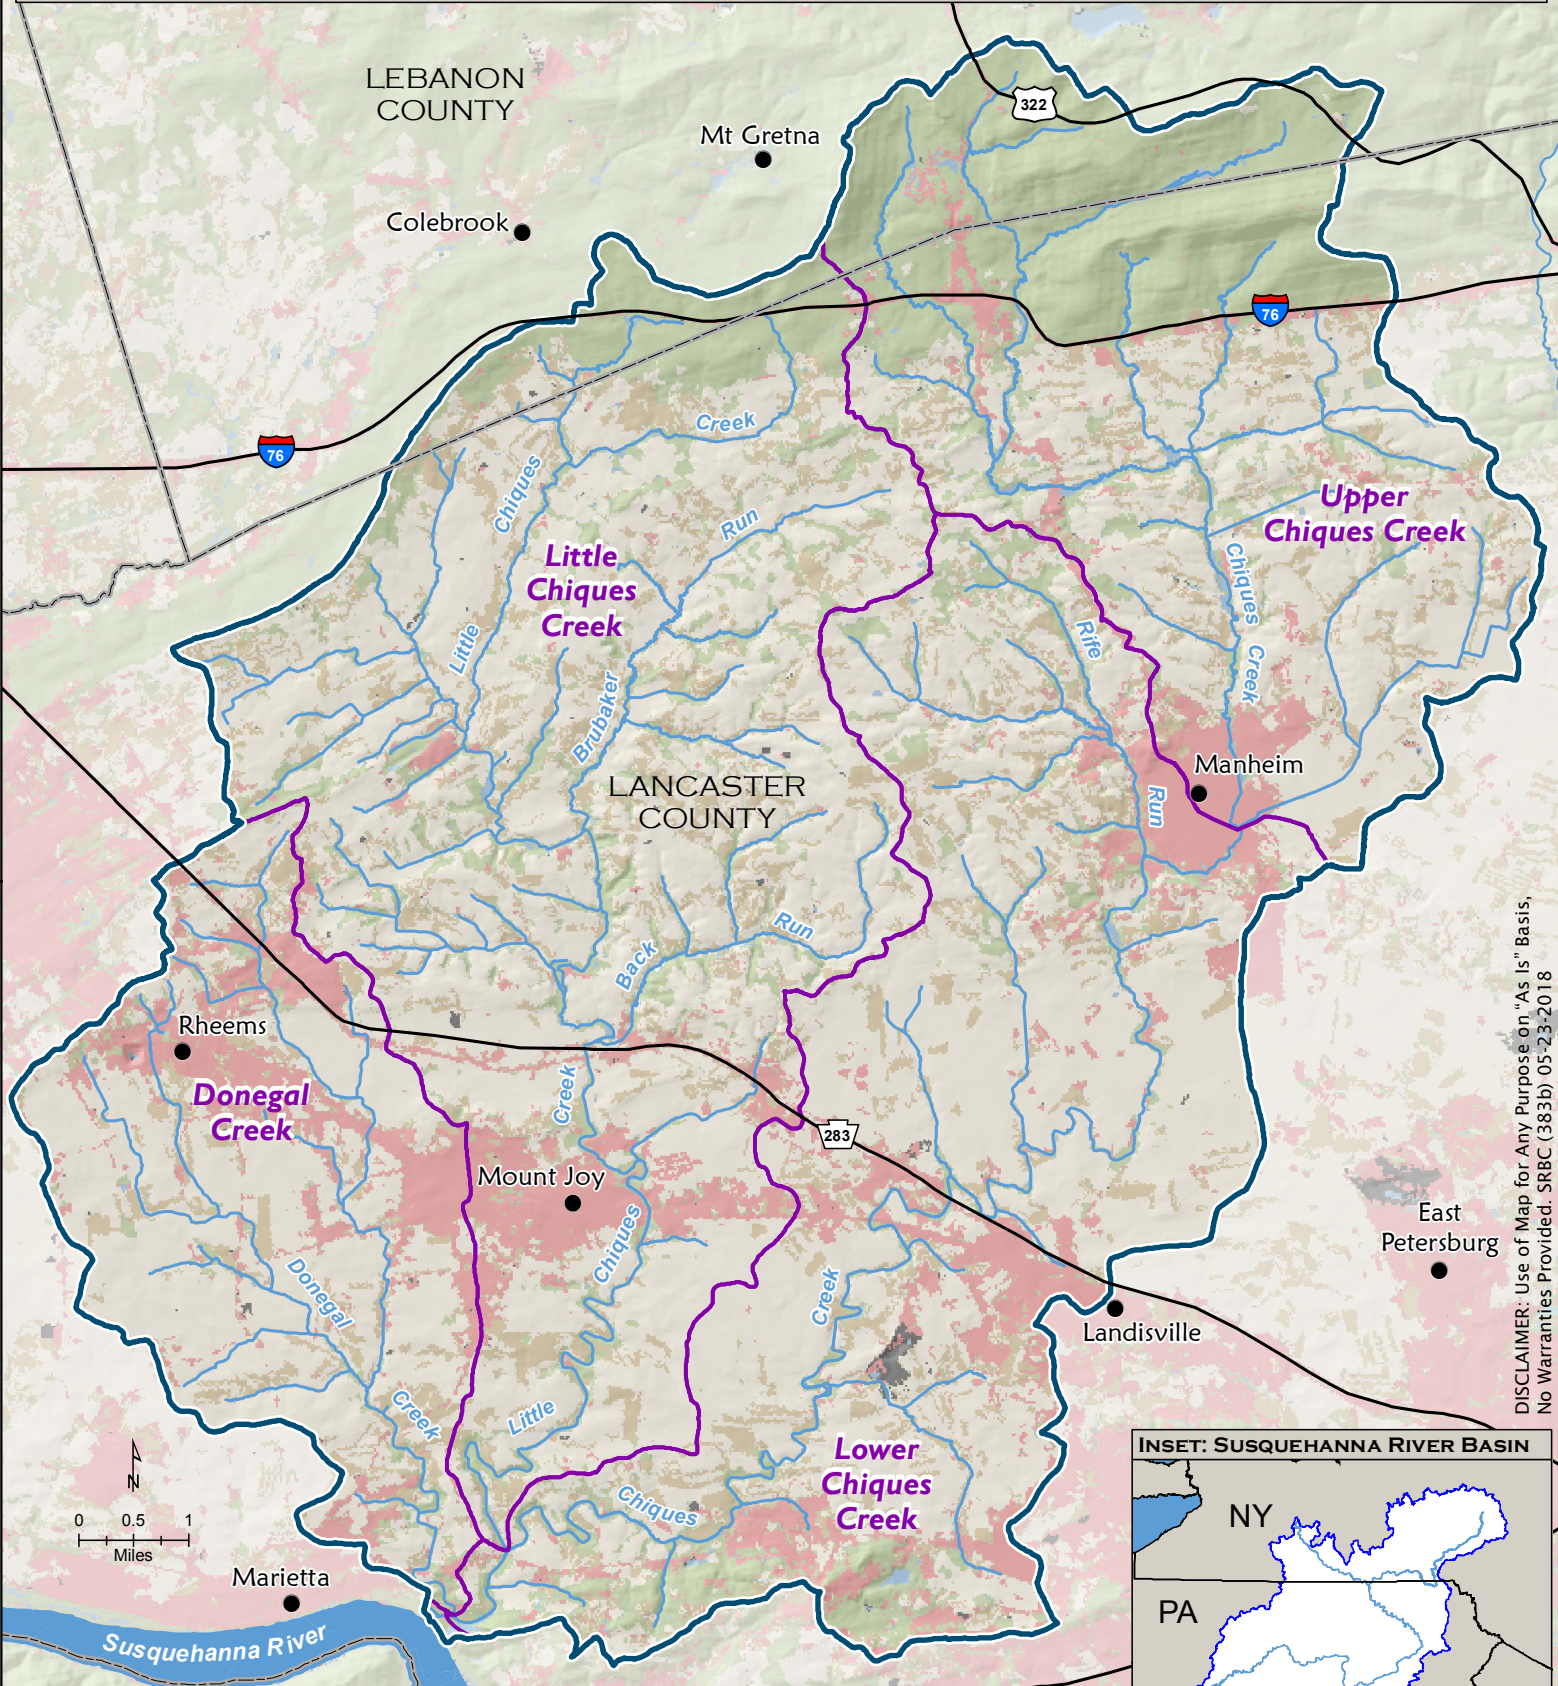 LEBANON
COUNTY
322
Mt Gretna
Colebrook
76
76
Creek
Chiques
Run
Upper
Chiques Creek
Little
Chiques
Creek
Chiques
Creek
Little
Rife
Brubaker
Manheim
LANCASTER
COUNTY
Run
Run
Back
Rheems
Donegal
Creek
Creek
283
Mount Joy
Chiques
East
Petersburg
Donegal
Creek
Landisville
Creek
Little
Lower
Chiques
Creek
Chiques
N
0 0.5 1
Miles
Marietta
Susquehanna River
DISCLAIMER: Use of Map for Any Purpose on "As Is" Basis,
No Warranties Provided. SRBC (383b) 05-23-2018
INSET: SUSQUEHANNA RIVER BASIN
NY
PA